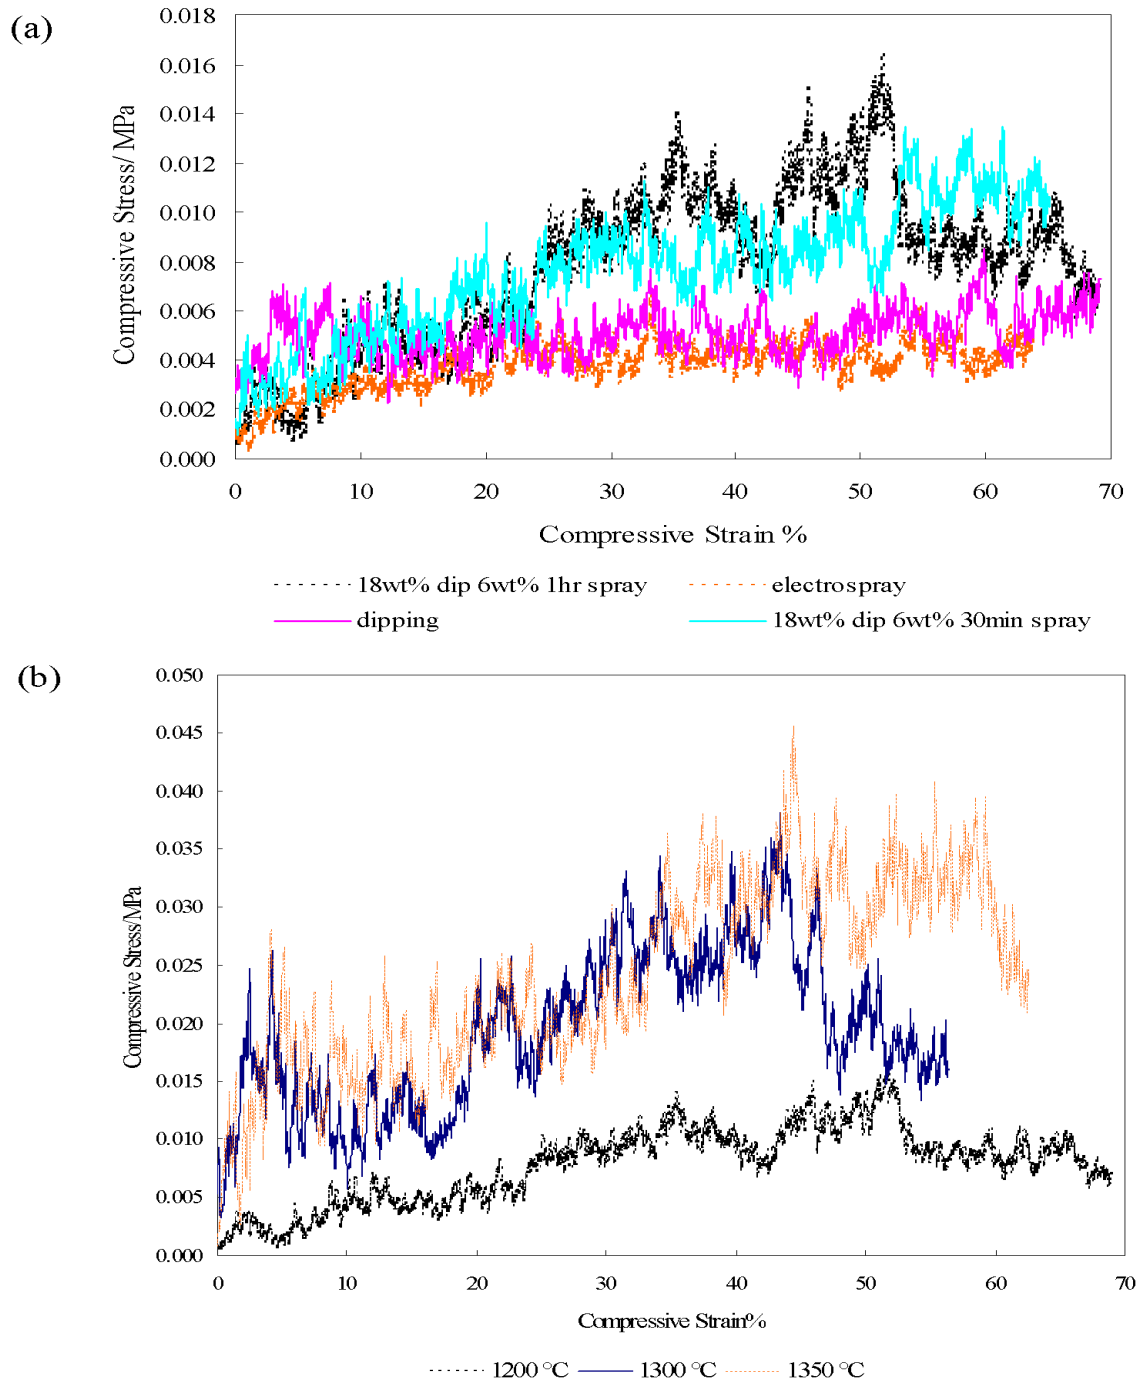 (a)
0.018
0.016
0.014
0.012
0.010
0.008
0.006
0.004
0.002
0.000
Compressive Stress/ MPa
0 10 20 30 40 50 60 70
Compressive Strain %
18wt% dip 6wt% 1hr spray electrospray
dipping 18wt% dip 6wt% 30min spray
(b)
0.050
0.045
0.040
0.035
0.030
0.025
0.020
0.015
0.010
0.005
0.000
Compressive Stress/MPa
0 10 20 30 40 50 60 70
Compressive Strain%
1200 °C 1300 °C 1350 °C